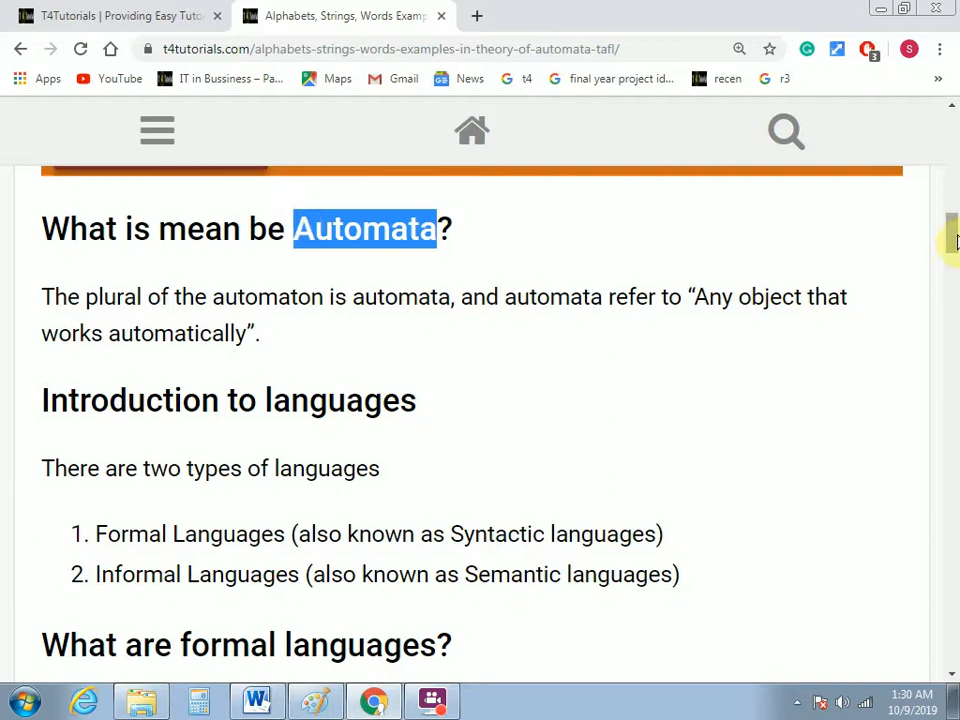 T4Tutorials | Providing Easy Tuto
Alphabets, Strings, Words Examp
t4tutorials.com/alphabets-strings-words-examples-in-theory-of-automata-tafl/
S
3
Apps YouTube IT in Bussiness – Pa... Maps Gmail News t4 final year project id... recen r3 »
What is mean be Automata?
The plural of the automaton is automata, and automata refer to “Any object that
works automatically”.
Introduction to languages
There are two types of languages
1. Formal Languages (also known as Syntactic languages)
2. Informal Languages (also known as Semantic languages)
What are formal languages?
1:30 AM
10/9/2019